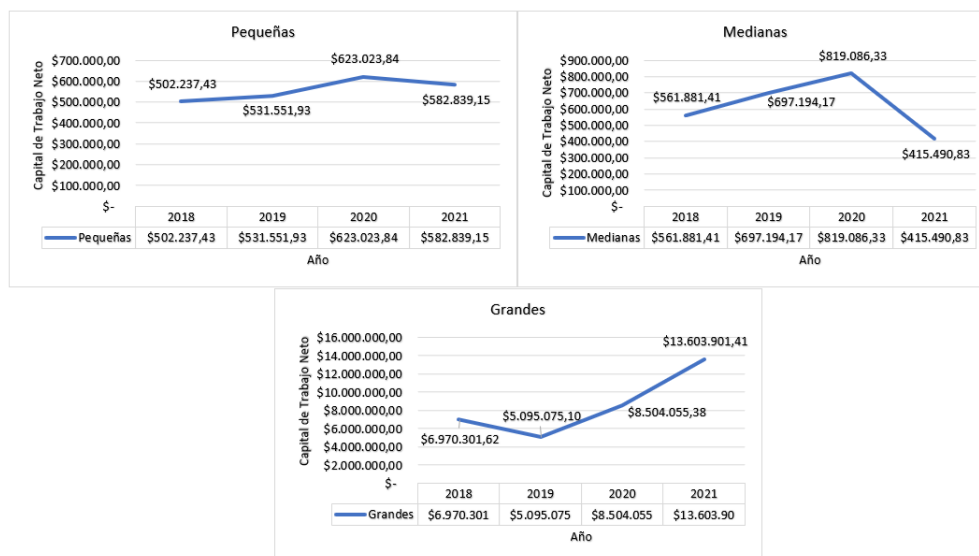 Pequeñas
Capital de Trabajo Neto
$700.000,00
$600.000,00
$500.000,00
$400.000,00
$300.000,00
$200.000,00
$100.000,00
$-
$502.237,43
$531.551,93
$623.023,84
$582.839,15
2018 2019 2020 2021
Pequeñas $502.237,43 $531.551,93 $623.023,84 $582.839,15
Año
Medianas
Capital de Trabajo Neto
$900.000,00
$800.000,00
$700.000,00
$600.000,00
$500.000,00
$400.000,00
$300.000,00
$200.000,00
$100.000,00
$-
$561.881,41
$697.194,17
$819.086,33
$415.490,83
2018 2019 2020 2021
Medianas $561.881,41 $697.194,17 $819.086,33 $415.490,83
Año
Grandes
Capital de Trabajo Neto
$16.000.000,00
$14.000.000,00
$12.000.000,00
$10.000.000,00
$8.000.000,00
$6.000.000,00
$4.000.000,00
$2.000.000,00
$-
$6.970.301,62
$5.095.075,10
$8.504.055,38
$13.603.901,41
2018 2019 2020 2021
Grandes $6.970.301 $5.095.075 $8.504.055 $13.603.90
Año